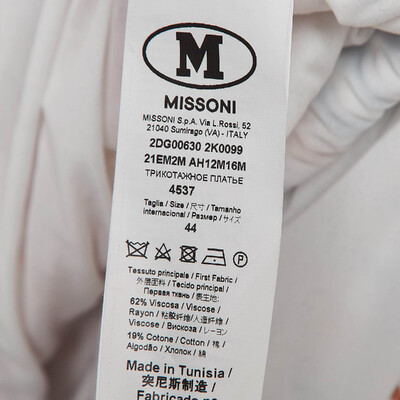 M
MISSONI
MISSONI S.p.A. Via L.Rossi, 52
21040 Sumirago (VA) - ITALY
2DG00630 2K0099
21EM2M AH12M16M
ТРИКОТАЖНОЕ ПЛАТЬЕ
4537
Taglia / Size / 尺寸 / Tamanho
internacional / Размер / サイズ
44
Tessuto principale / First Fabric /
外层面料 / Tecido principal /
Первая ткань / 表生地:
62% Viscosa / Viscose /
Rayon / 粘胶纤维/人造纤维 /
Viscose / Вискоза / レーヨン
19% Cotone / Cotton / 棉 /
Algodão / Хлопок / 綿
Made in Tunisia /
突尼斯制造 /
Fabricado